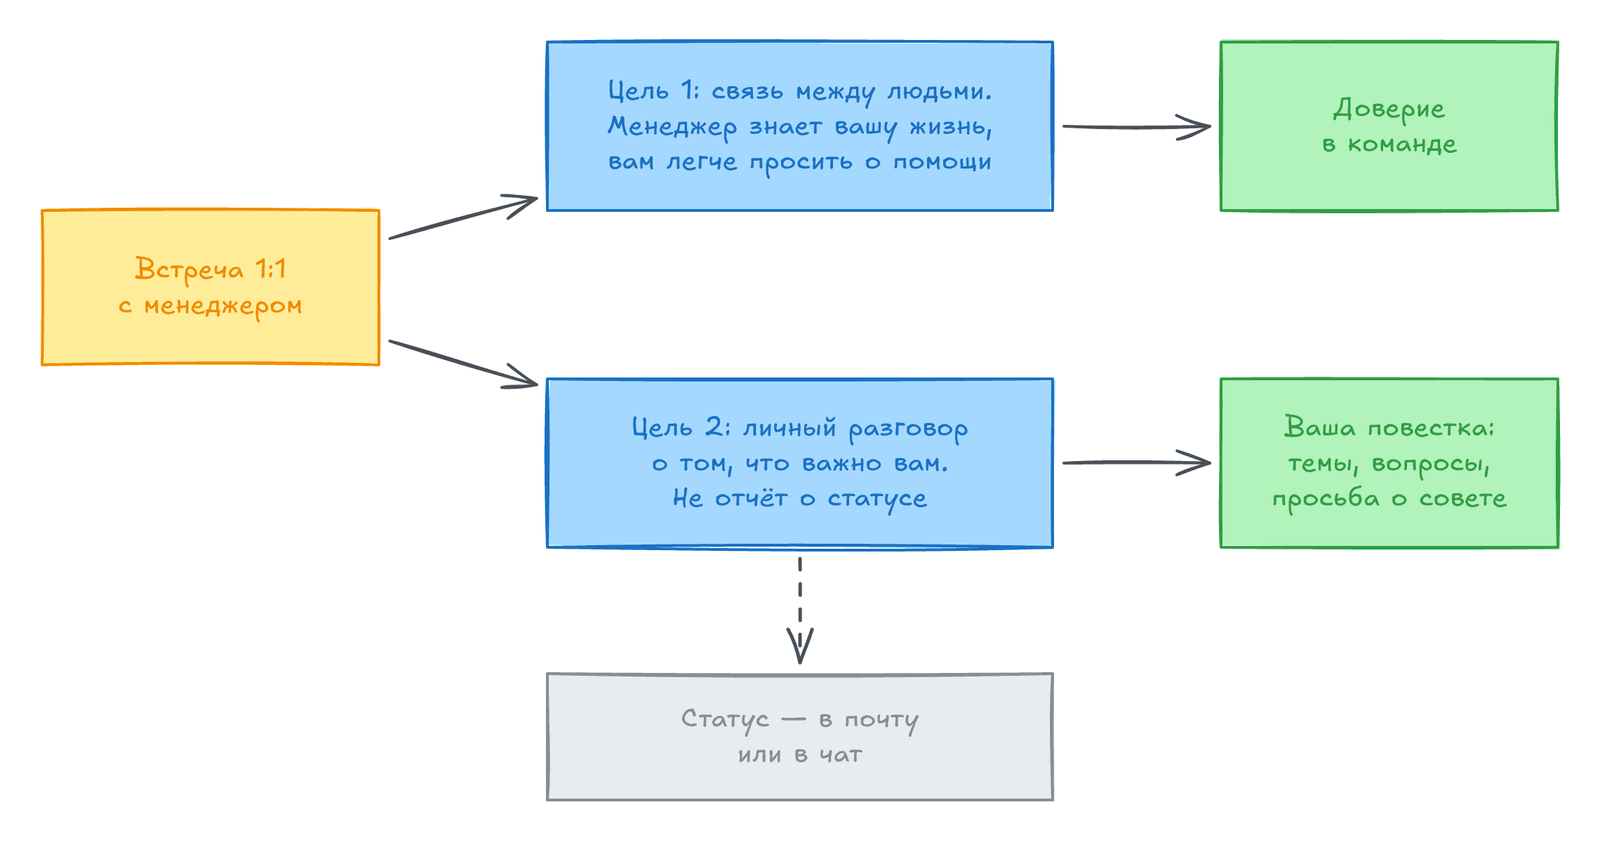 Встреча 1:1
с менеджером
Цель 1: связь между людьми.
Менеджер знает вашу жизнь,
вам легче просить о помощи
Доверие
в команде
Цель 2: личный разговор
о том, что важно вам.
Не отчёт о статусе
Ваша повестка:
темы, вопросы,
просьба о совете
Статус — в почту
или в чат